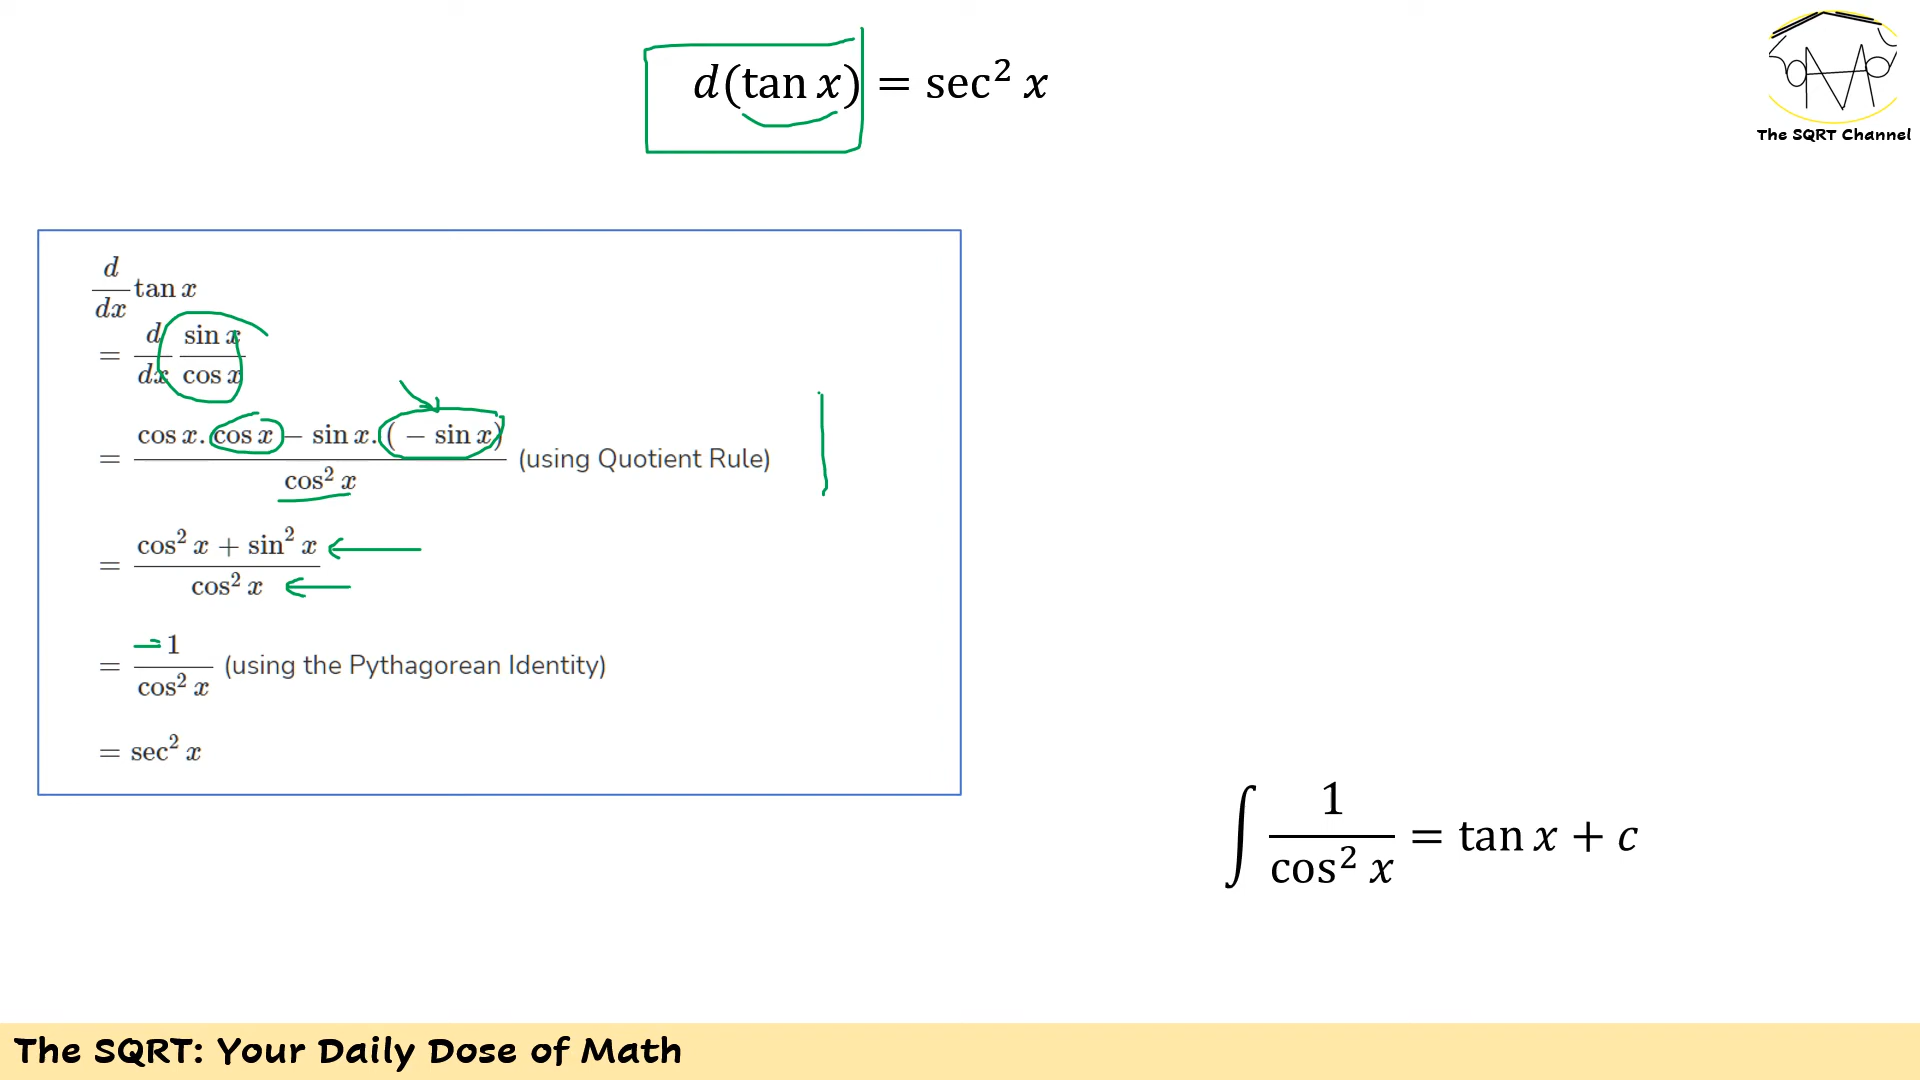 d(tan x) = sec² x
The SQRT Channel
d/dx tan x
= d/dx sin x/cos x
= cos x.cos x − sin x.(− sin x)/cos² x (using Quotient Rule)
= cos² x + sin² x/cos² x
= 1/cos² x (using the Pythagorean Identity)
= sec² x
∫ 1/cos² x = tan x + c
The SQRT: Your Daily Dose of Math